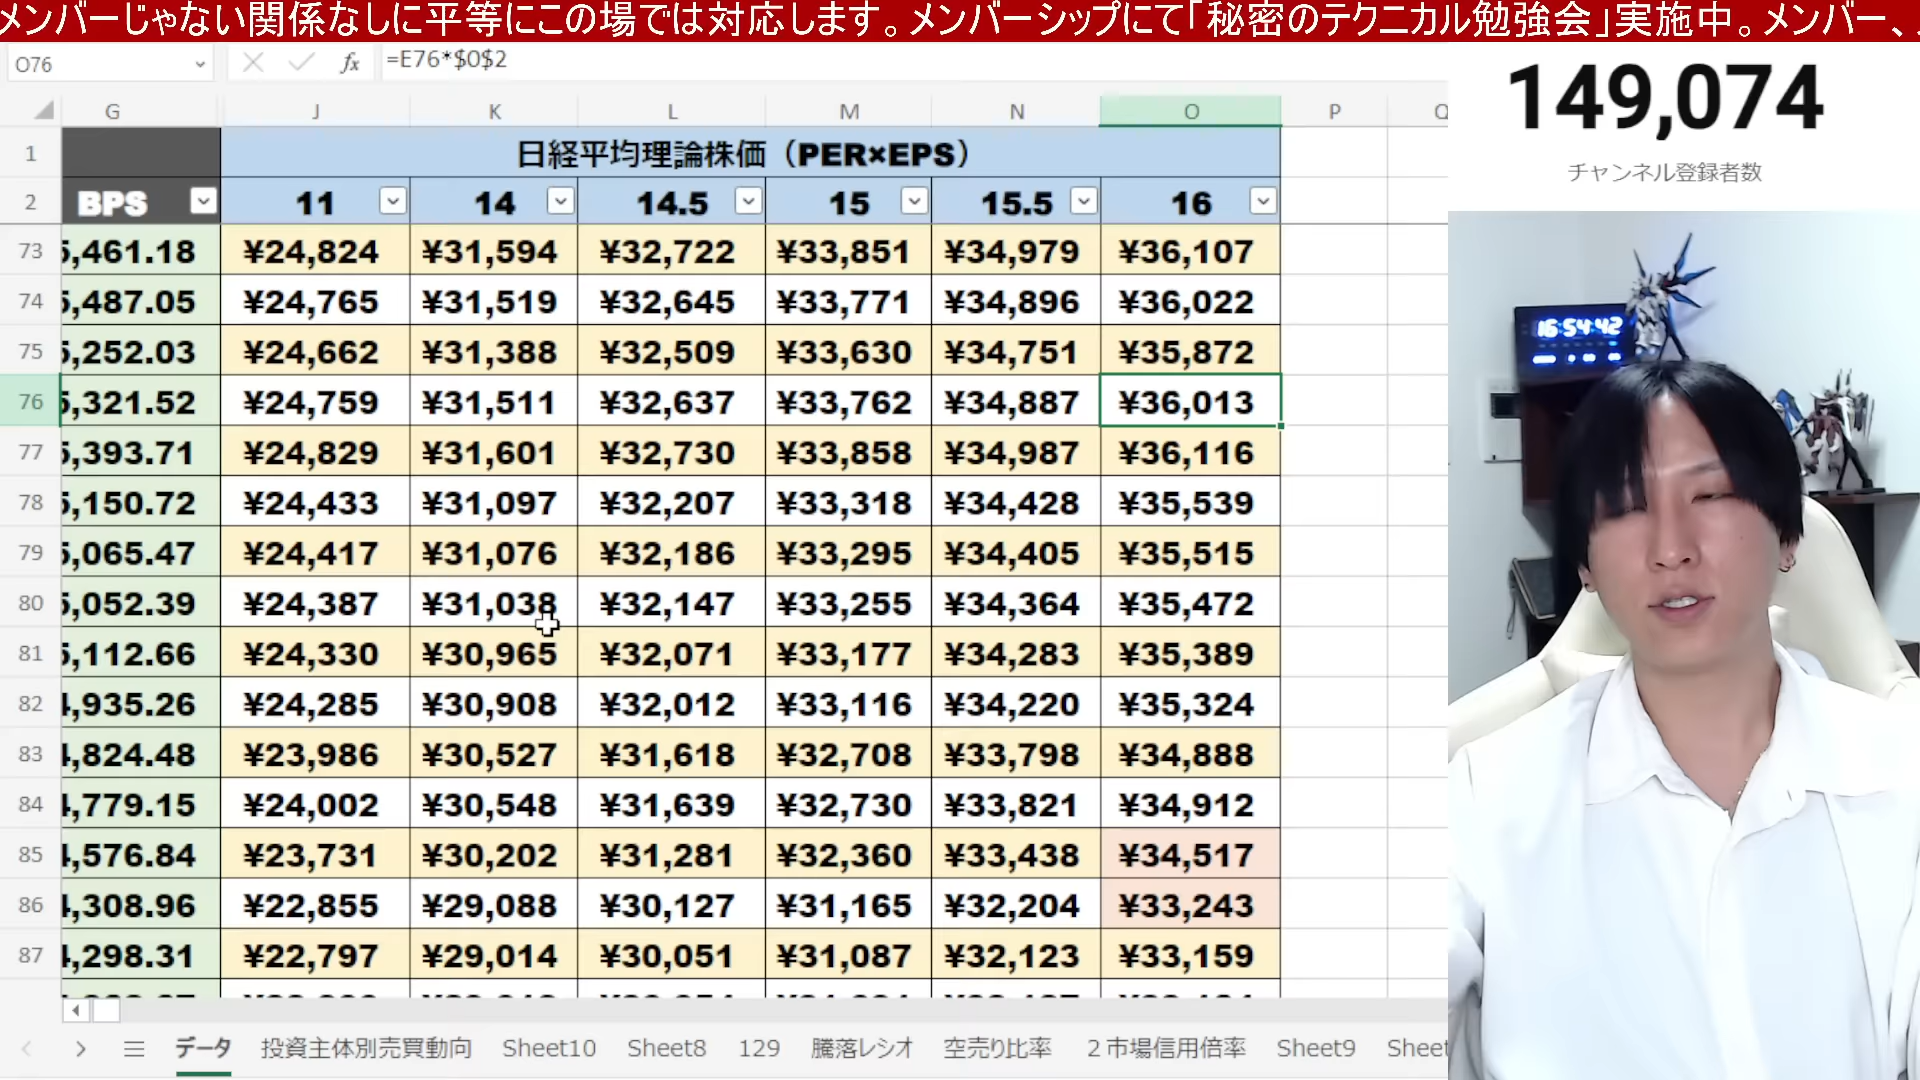 メンバーじゃない関係なしに平等にこの場では対応します。メンバーシップにて「秘密のテクニカル勉強会」実施中。メンバー、
O76 fx =E76*$O$2
149,074
チャンネル登録者数
G J K L M N O P
1 日経平均理論株価（PER×EPS）
2 BPS 11 14 14.5 15 15.5 16
73 5,461.18 ¥24,824 ¥31,594 ¥32,722 ¥33,851 ¥34,979 ¥36,107
74 5,487.05 ¥24,765 ¥31,519 ¥32,645 ¥33,771 ¥34,896 ¥36,022
75 5,252.03 ¥24,662 ¥31,388 ¥32,509 ¥33,630 ¥34,751 ¥35,872
76 5,321.52 ¥24,759 ¥31,511 ¥32,637 ¥33,762 ¥34,887 ¥36,013
77 5,393.71 ¥24,829 ¥31,601 ¥32,730 ¥33,858 ¥34,987 ¥36,116
78 5,150.72 ¥24,433 ¥31,097 ¥32,207 ¥33,318 ¥34,428 ¥35,539
79 5,065.47 ¥24,417 ¥31,076 ¥32,186 ¥33,295 ¥34,405 ¥35,515
80 5,052.39 ¥24,387 ¥31,038 ¥32,147 ¥33,255 ¥34,364 ¥35,472
81 5,112.66 ¥24,330 ¥30,965 ¥32,071 ¥33,177 ¥34,283 ¥35,389
82 4,935.26 ¥24,285 ¥30,908 ¥32,012 ¥33,116 ¥34,220 ¥35,324
83 4,824.48 ¥23,986 ¥30,527 ¥31,618 ¥32,708 ¥33,798 ¥34,888
84 4,779.15 ¥24,002 ¥30,548 ¥31,639 ¥32,730 ¥33,821 ¥34,912
85 4,576.84 ¥23,731 ¥30,202 ¥31,281 ¥32,360 ¥33,438 ¥34,517
86 4,308.96 ¥22,855 ¥29,088 ¥30,127 ¥31,165 ¥32,204 ¥33,243
87 4,298.31 ¥22,797 ¥29,014 ¥30,051 ¥31,087 ¥32,123 ¥33,159
16:54:42
データ 投資主体別売買動向 Sheet10 Sheet8 129 騰落レシオ 空売り比率 2市場信用倍率 Sheet9 Sheet